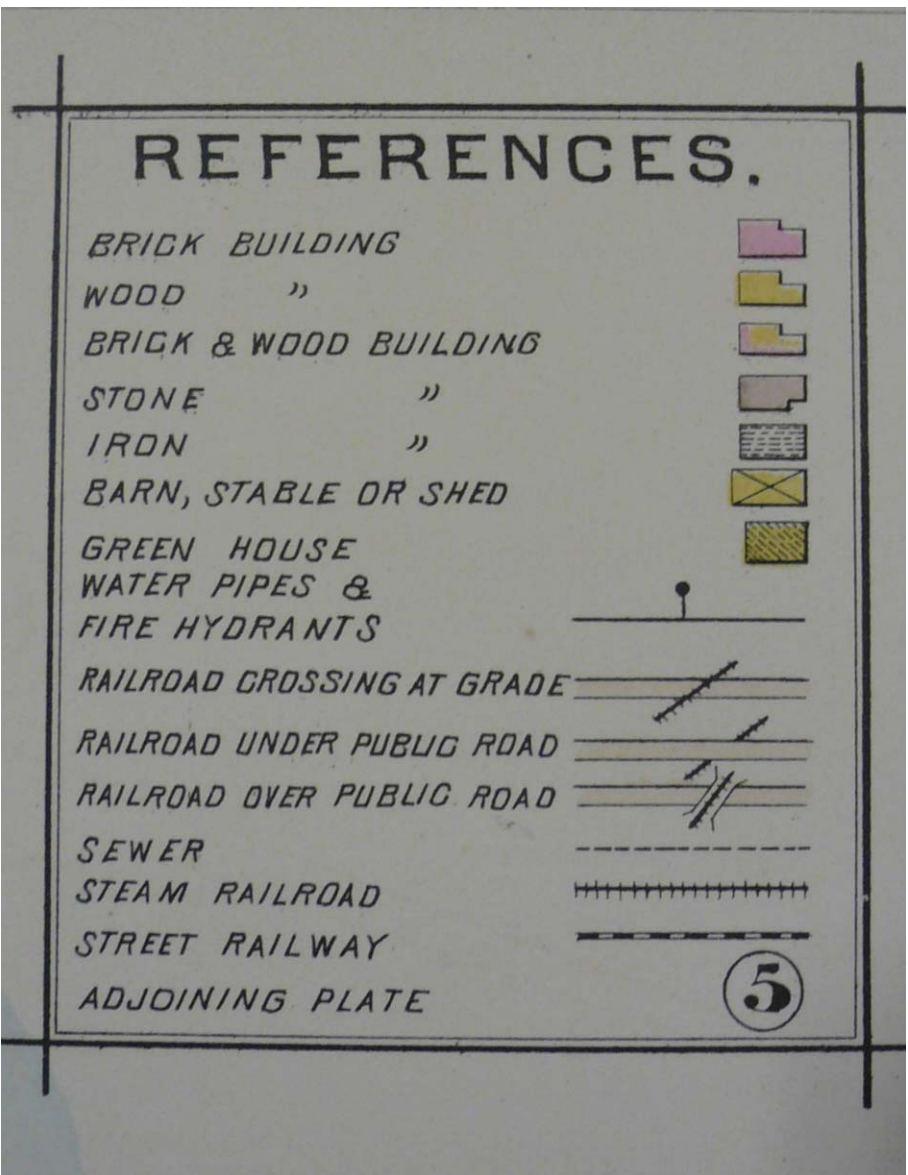 REFERENCES.
BRICK BUILDING
WOOD "
BRICK & WOOD BUILDING
STONE "
IRON "
BARN, STABLE OR SHED
GREEN HOUSE
WATER PIPES &
FIRE HYDRANTS
RAILROAD CROSSING AT GRADE
RAILROAD UNDER PUBLIC ROAD
RAILROAD OVER PUBLIC ROAD
SEWER
STEAM RAILROAD
STREET RAILWAY
ADJOINING PLATE 5